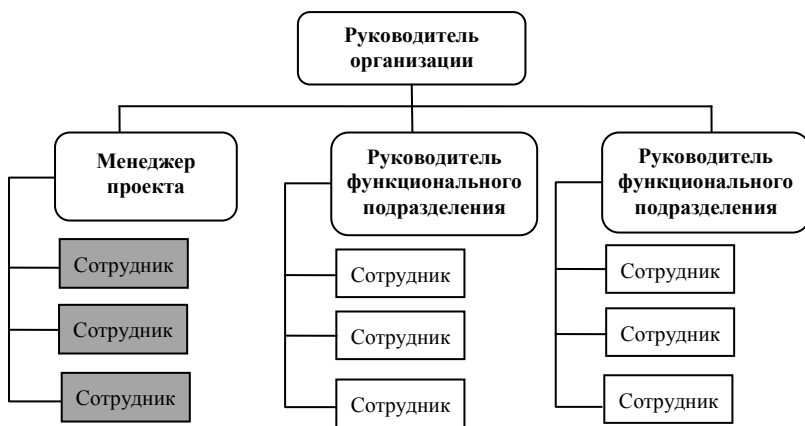 Руководитель
организации
Менеджер
проекта
Сотрудник
Сотрудник
Сотрудник
Руководитель
функционального
подразделения
Сотрудник
Сотрудник
Сотрудник
Руководитель
функционального
подразделения
Сотрудник
Сотрудник
Сотрудник